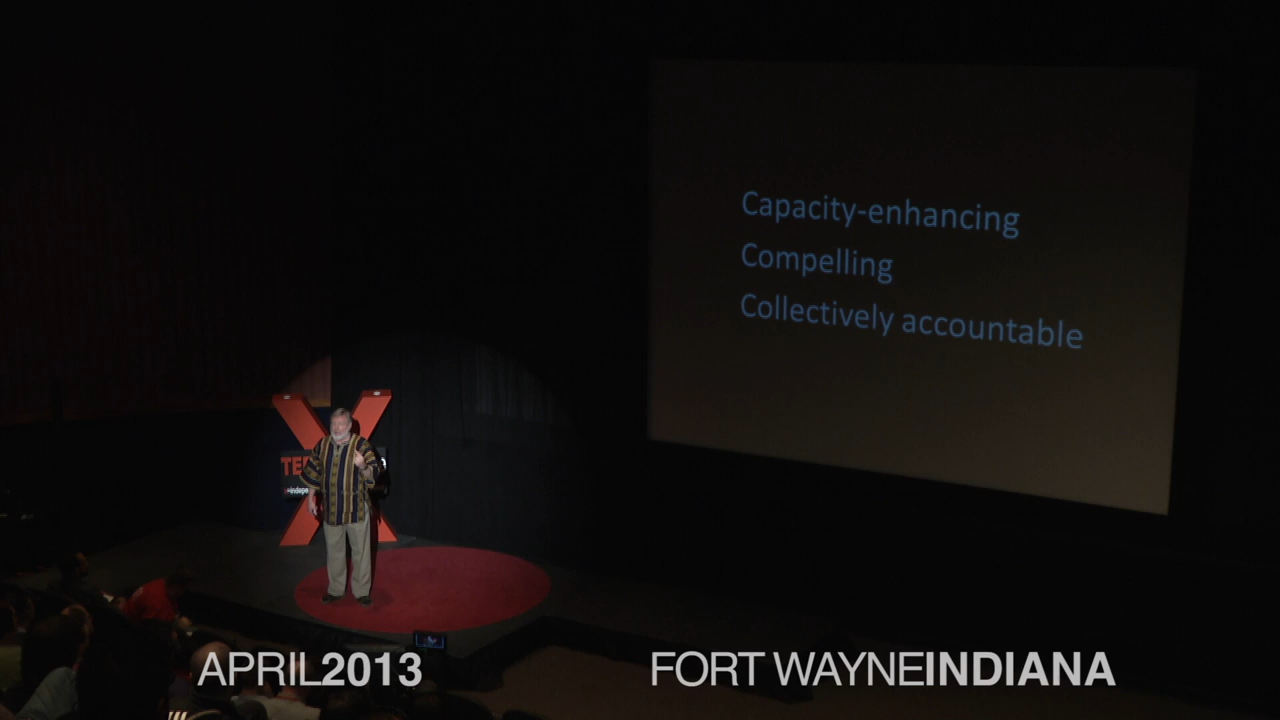 Capacity-enhancing
Compelling
Collectively accountable
APRIL2013
FORT WAYNEINDIANA